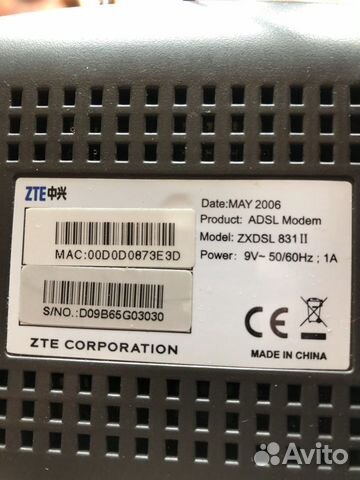 ZTE中兴
MAC:00D0D0873E3D
S/NO.:D09B65G03030
ZTE CORPORATION
Date:MAY 2006
Product: ADSL Modem
Model: ZXDSL 831 II
Power: 9V~ 50/60Hz ; 1A
CE
MADE IN CHINA
Avito